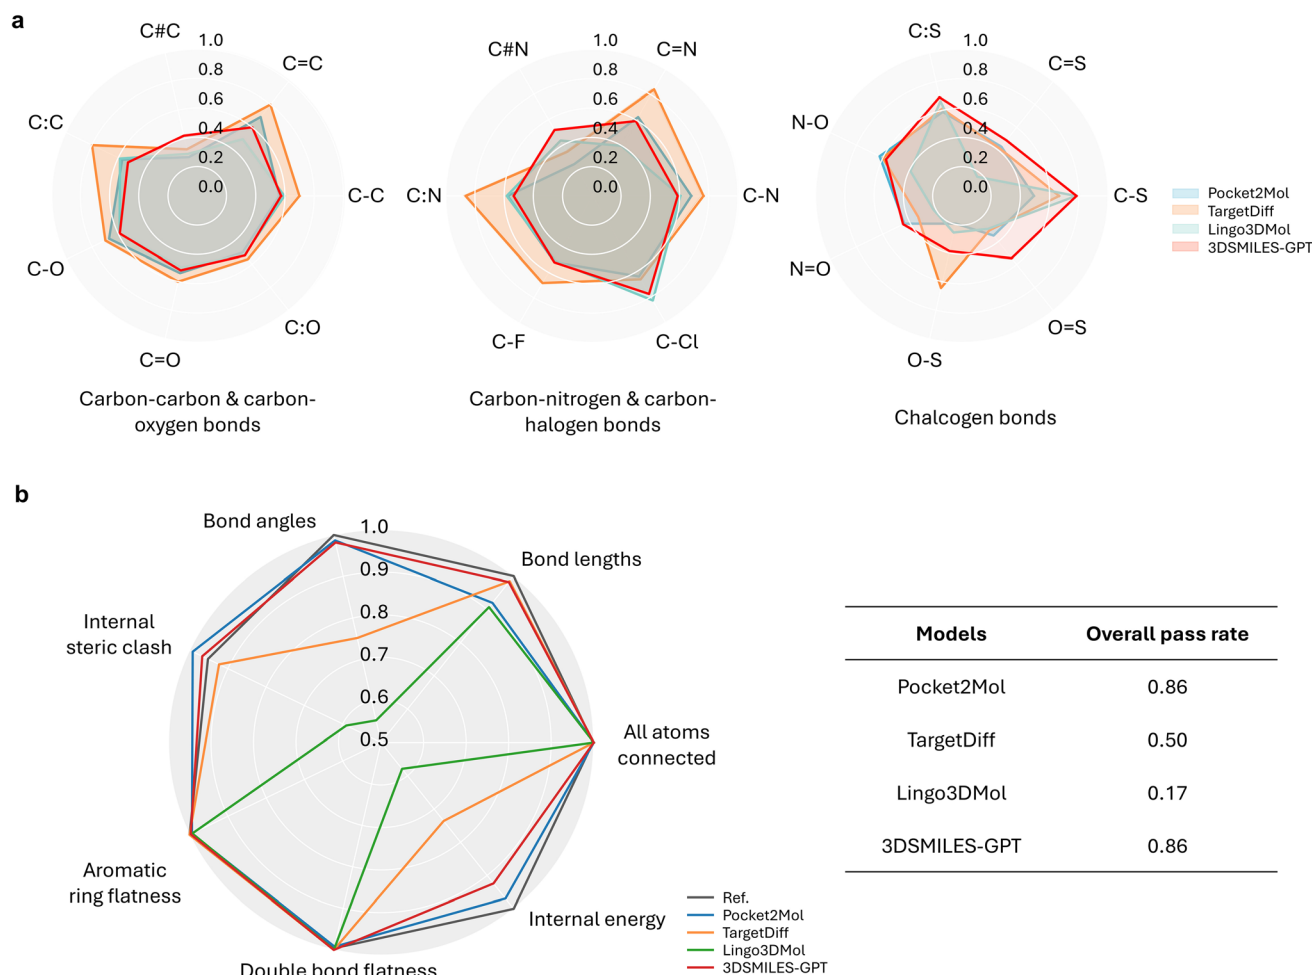 a
C#C
C=C
C:C
C-C
C-O
C:O
C=O
1.0
0.8
0.6
0.4
0.2
0.0
Carbon-carbon & carbon-
oxygen bonds
C#N
C=N
C:N
C-N
C-F
C-Cl
1.0
0.8
0.6
0.4
0.2
0.0
Carbon-nitrogen & carbon-
halogen bonds
C:S
C=S
N-O
C-S
N=O
O=S
O-S
1.0
0.8
0.6
0.4
0.2
0.0
Chalcogen bonds
Pocket2Mol
TargetDiff
Lingo3DMol
3DSMILES-GPT
b
Bond angles
Bond lengths
Internal
steric clash
All atoms
connected
Aromatic
ring flatness
Internal energy
Double bond flatness
1.0
0.9
0.8
0.7
0.6
0.5
Ref.
Pocket2Mol
TargetDiff
Lingo3DMol
3DSMILES-GPT
Models Overall pass rate
Pocket2Mol 0.86
TargetDiff 0.50
Lingo3DMol 0.17
3DSMILES-GPT 0.86